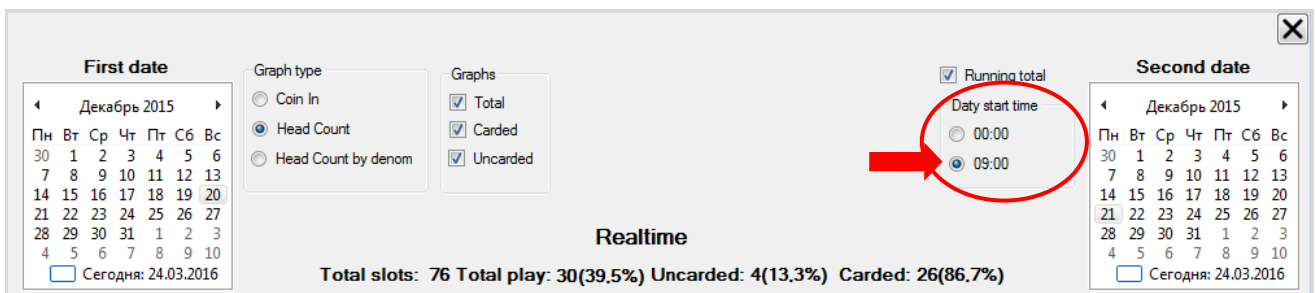 First date
Декабрь 2015
Пн Вт Ср Чт Пт Сб Вс
30 1 2 3 4 5 6
7 8 9 10 11 12 13
14 15 16 17 18 19 20
21 22 23 24 25 26 27
28 29 30 31 1 2 3
4 5 6 7 8 9 10
Сегодня: 24.03.2016
Graph type
Coin In
Head Count
Head Count by denom
Graphs
Total
Carded
Uncarded
Running total
Daty start time
00:00
09:00
Second date
Декабрь 2015
Пн Вт Ср Чт Пт Сб Вс
30 1 2 3 4 5 6
7 8 9 10 11 12 13
14 15 16 17 18 19 20
21 22 23 24 25 26 27
28 29 30 31 1 2 3
4 5 6 7 8 9 10
Сегодня: 24.03.2016
Realtime
Total slots: 76 Total play: 30(39,5%) Uncarded: 4(13,3%) Carded: 26(86,7%)